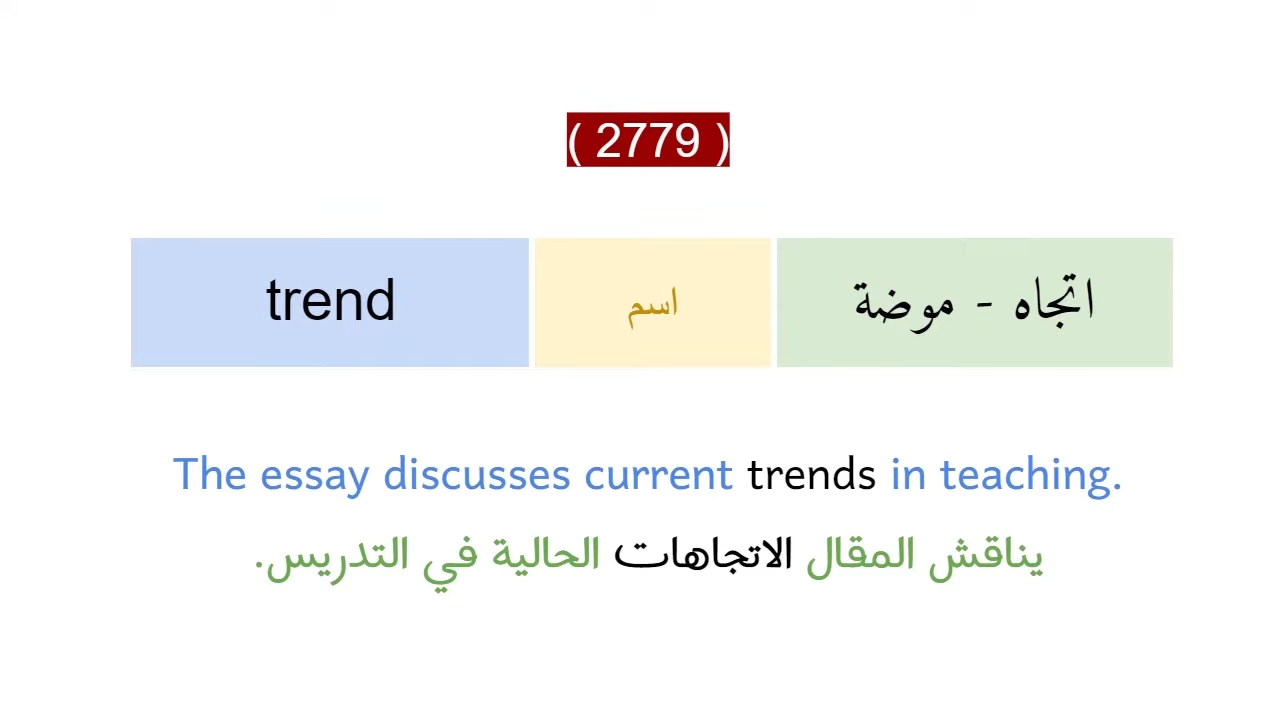 ( 2779 )
trend اسم اتجاه - موضة
The essay discusses current trends in teaching.
يناقش المقال الاتجاهات الحالية في التدريس.